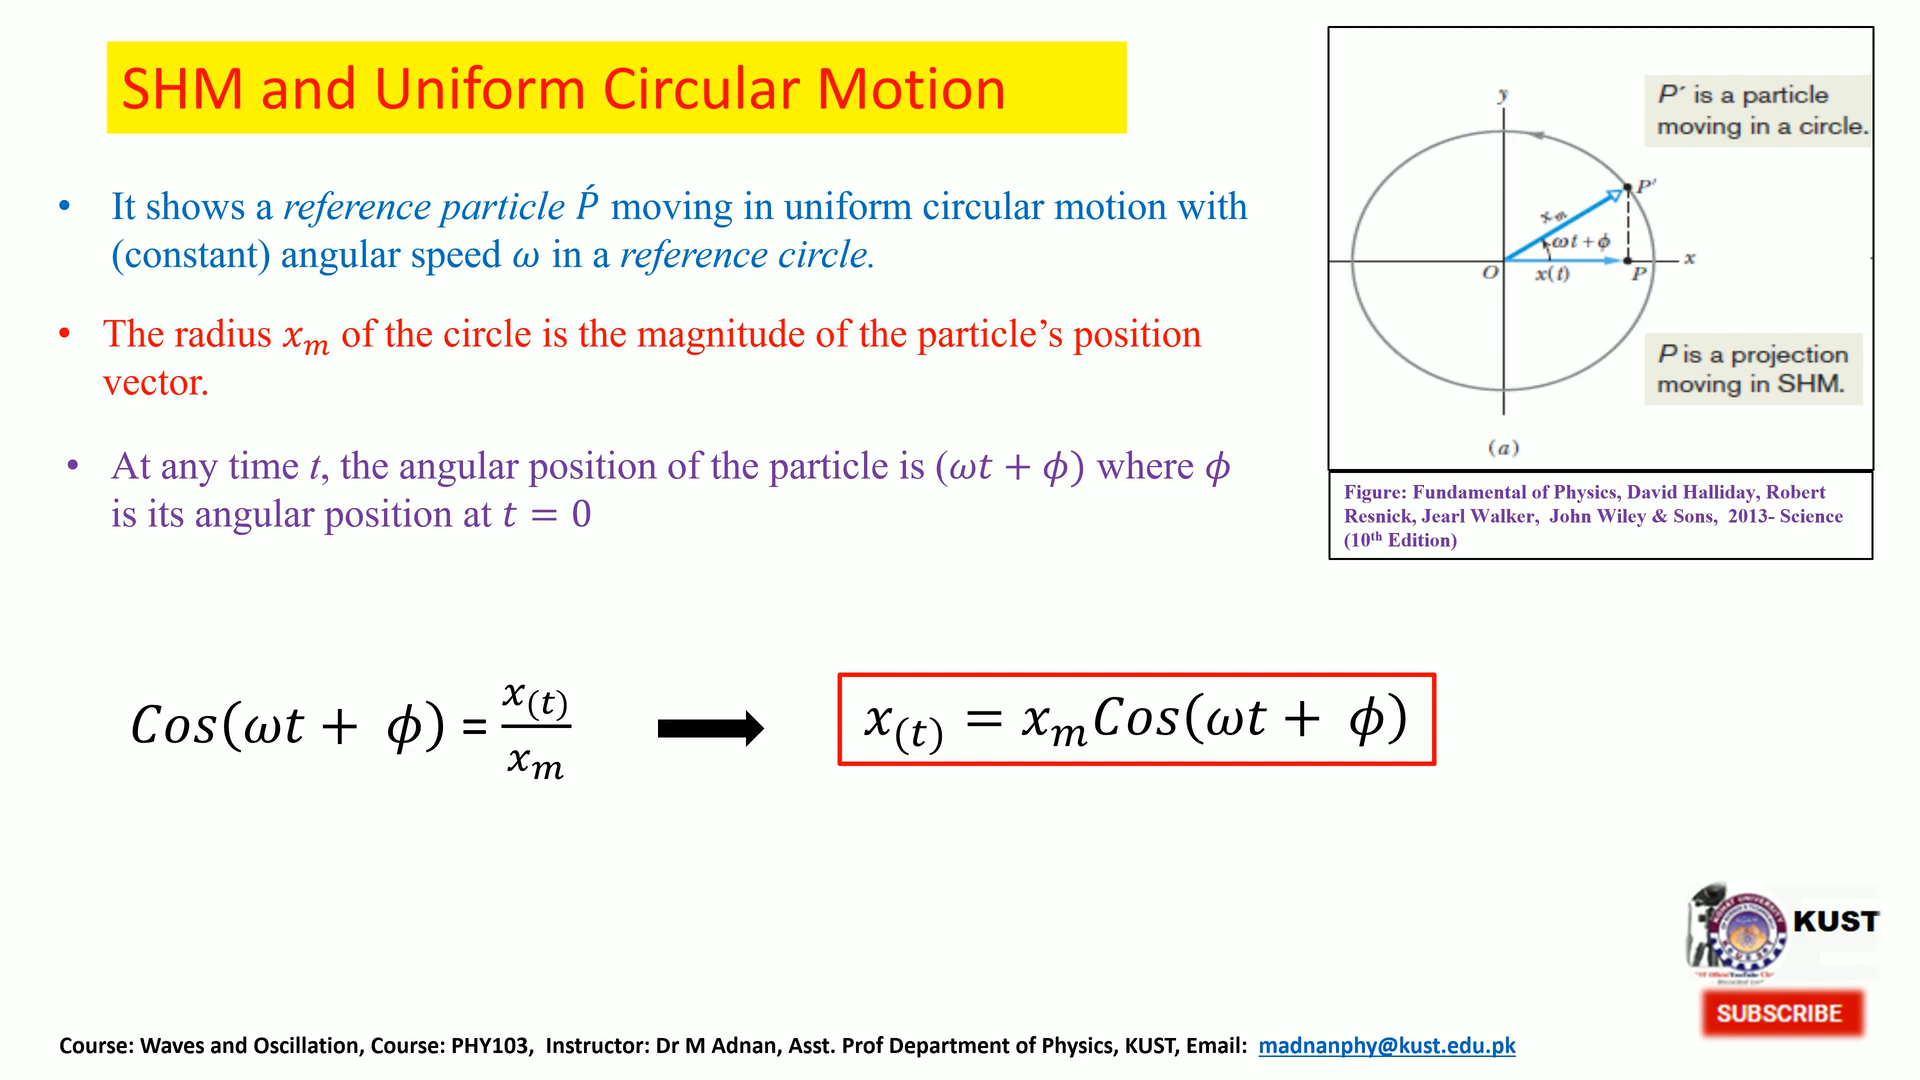 SHM and Uniform Circular Motion
• It shows a reference particle Ṕ moving in uniform circular motion with
(constant) angular speed ω in a reference circle.
• The radius xₘ of the circle is the magnitude of the particle’s position
vector.
• At any time t, the angular position of the particle is (ωt + ϕ) where ϕ
is its angular position at t = 0
Cos(ωt + ϕ) = x₍t₎/xₘ
x₍t₎ = xₘCos(ωt + ϕ)
y
P′ is a particle
moving in a circle.
P′
xₘ
ωt + ϕ
x
O
x(t)
P
P is a projection
moving in SHM.
(a)
Figure: Fundamental of Physics, David Halliday, Robert
Resnick, Jearl Walker, John Wiley & Sons, 2013- Science
(10th Edition)
KUST
SUBSCRIBE
Course: Waves and Oscillation, Course: PHY103, Instructor: Dr M Adnan, Asst. Prof Department of Physics, KUST, Email: madnanphy@kust.edu.pk